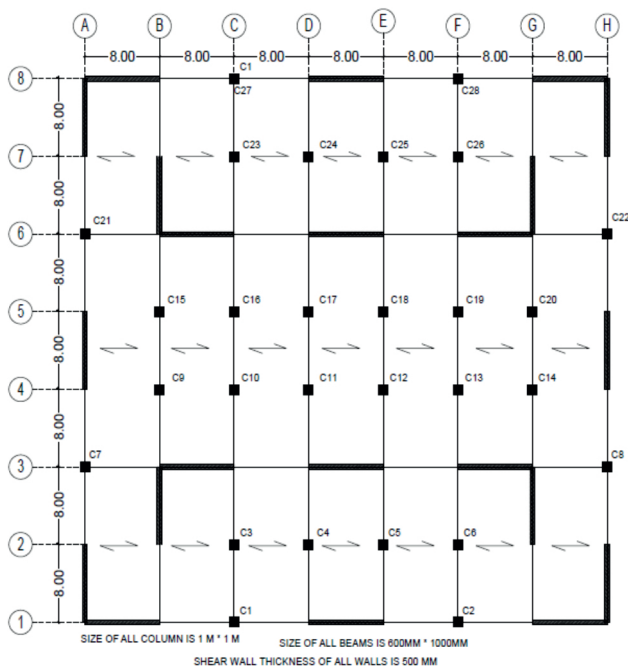 A B C D E F G H
8.00 8.00 8.00 8.00 8.00 8.00 8.00
8 C1
C27 C28
8.00
7 C23 C24 C25 C26
8.00
C21 C22
6
8.00
C15 C16 C17 C18 C19 C20
5
8.00
C9 C10 C11 C12 C13 C14
4
8.00
C7 C8
3
8.00
C3 C4 C5 C6
2
8.00
C1 C2
1
SIZE OF ALL COLUMN IS 1 M * 1 M SIZE OF ALL BEAMS IS 600MM * 1000MM
SHEAR WALL THICKNESS OF ALL WALLS IS 500 MM